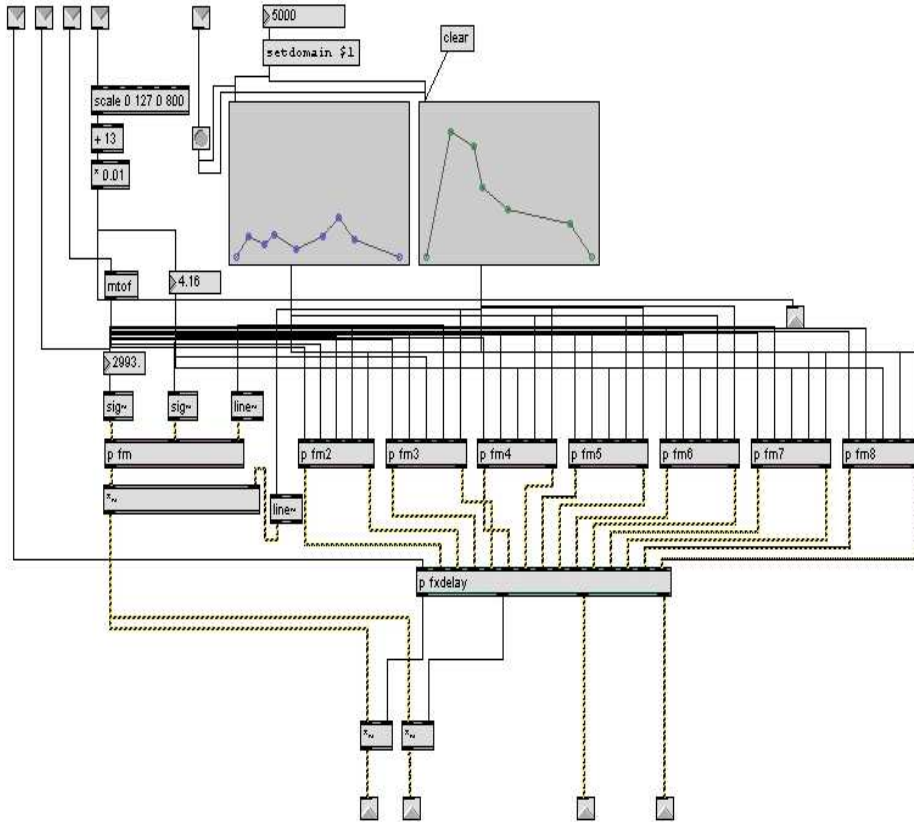 5000
setdomain $1
clear
scale 0 127 0 800
+ 13
* 0.01
mtof
4.16
2993.
sig~
sig~
line~
p fm
p fm2
p fm3
p fm4
p fm5
p fm6
p fm7
p fm8
*~
line~
p fxdelay
*~
*~